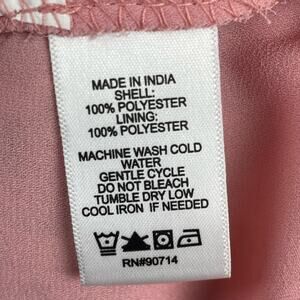 MADE IN INDIA
SHELL:
100% POLYESTER
LINING:
100% POLYESTER
MACHINE WASH COLD
WATER
GENTLE CYCLE
DO NOT BLEACH
TUMBLE DRY LOW
COOL IRON IF NEEDED
RN#90714